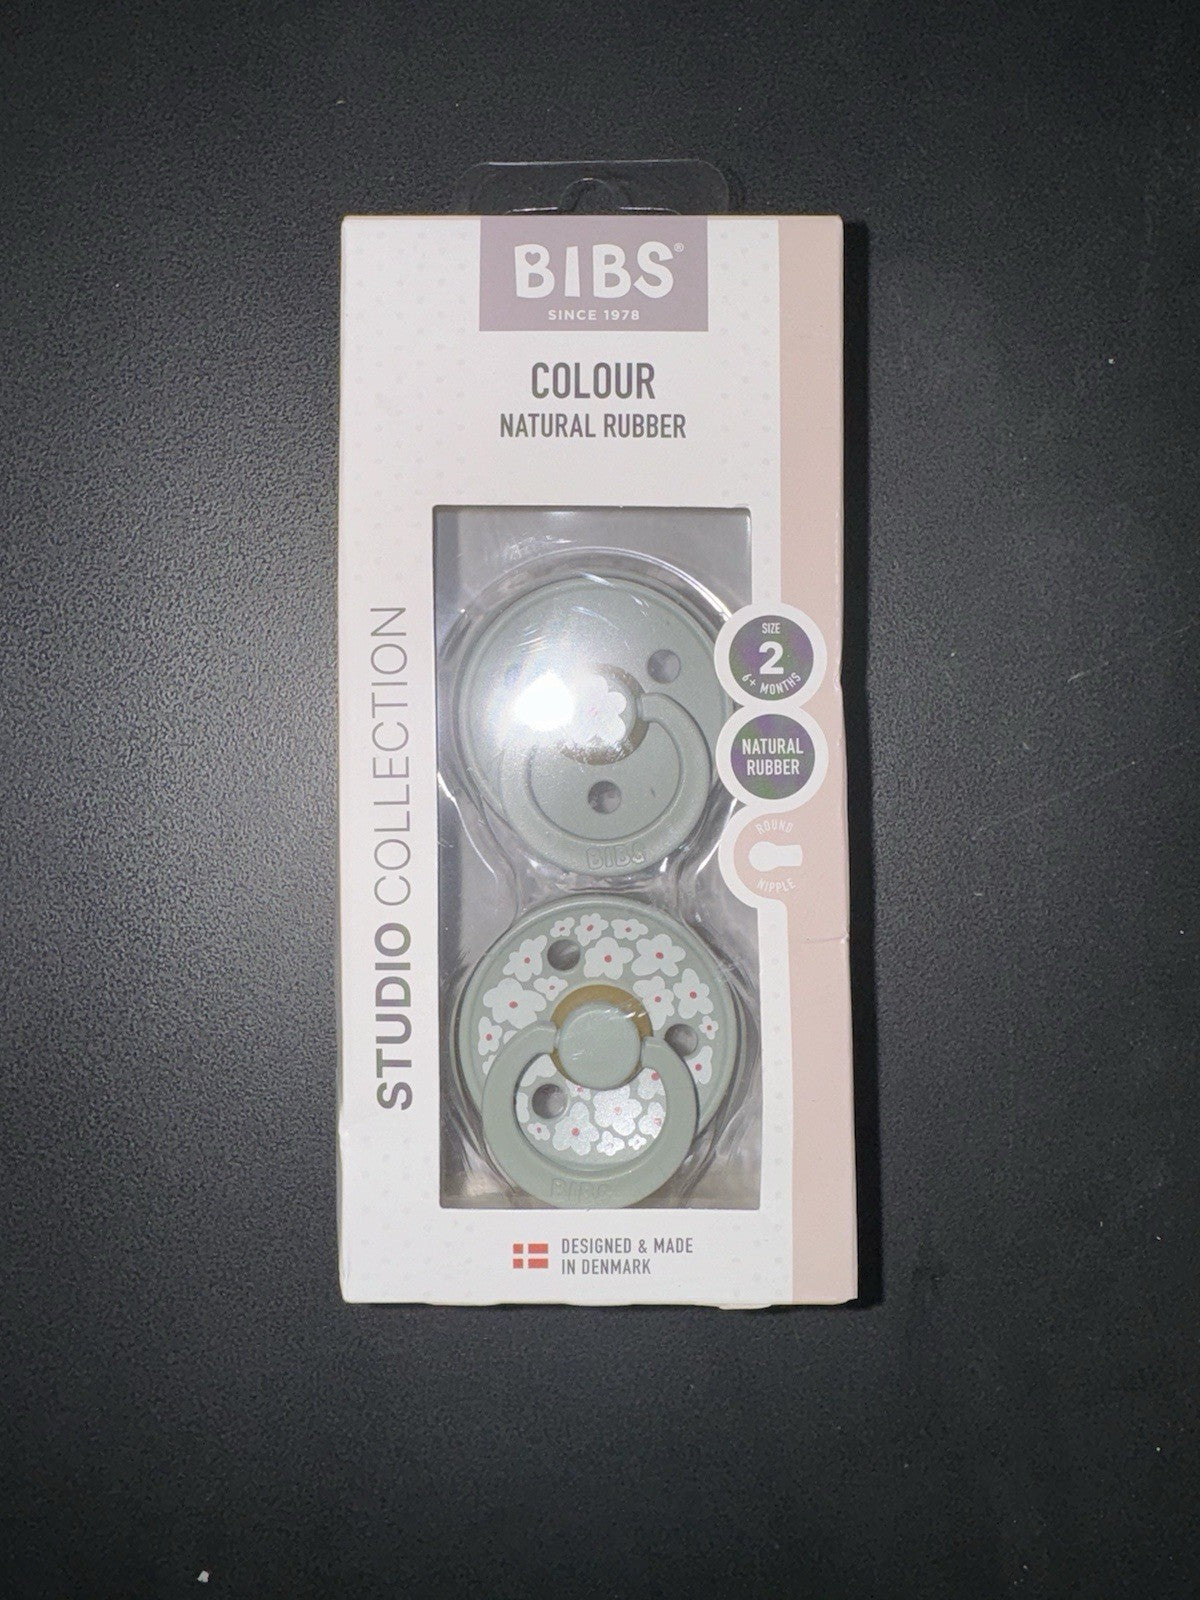 BIBS®
SINCE 1978
COLOUR
NATURAL RUBBER
STUDIO COLLECTION
SIZE
2
6+ MONTHS
NATURAL
RUBBER
ROUND
NIPPLE
BIBS
BIBS
DESIGNED & MADE
IN DENMARK